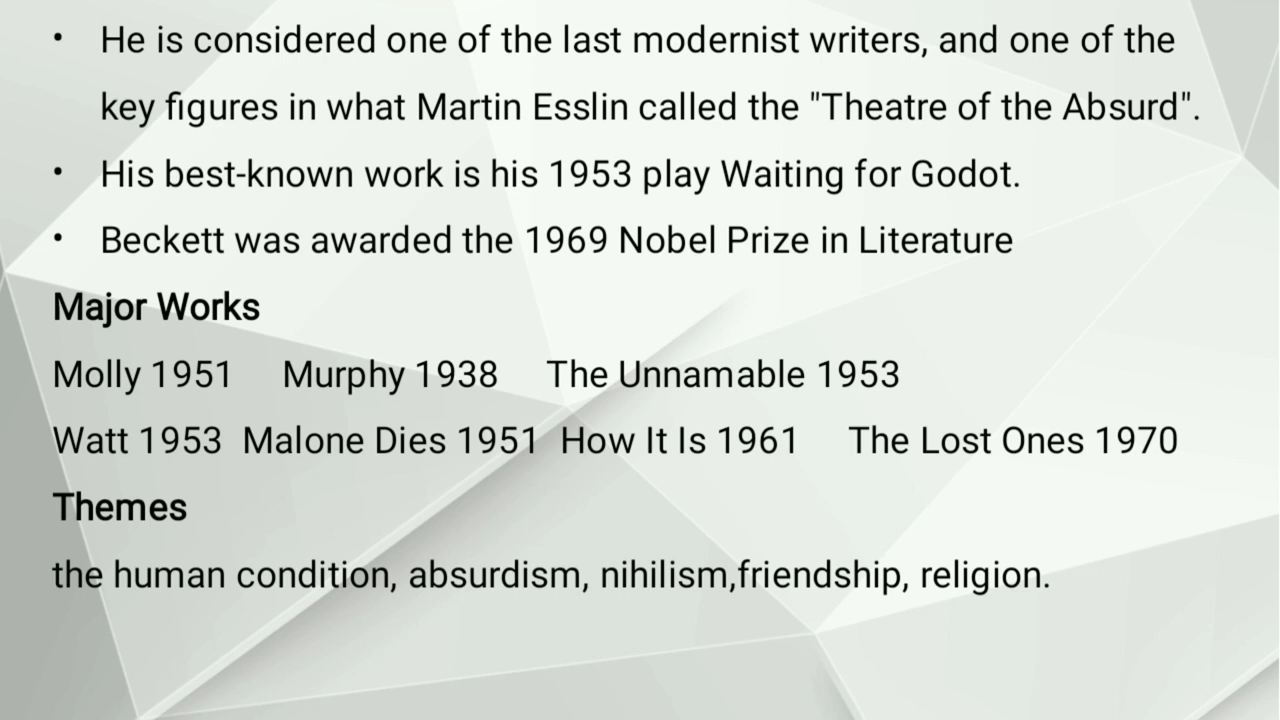 • He is considered one of the last modernist writers, and one of the
key figures in what Martin Esslin called the "Theatre of the Absurd".
• His best-known work is his 1953 play Waiting for Godot.
• Beckett was awarded the 1969 Nobel Prize in Literature
Major Works
Molly 1951 Murphy 1938 The Unnamable 1953
Watt 1953 Malone Dies 1951 How It Is 1961 The Lost Ones 1970
Themes
the human condition, absurdism, nihilism,friendship, religion.